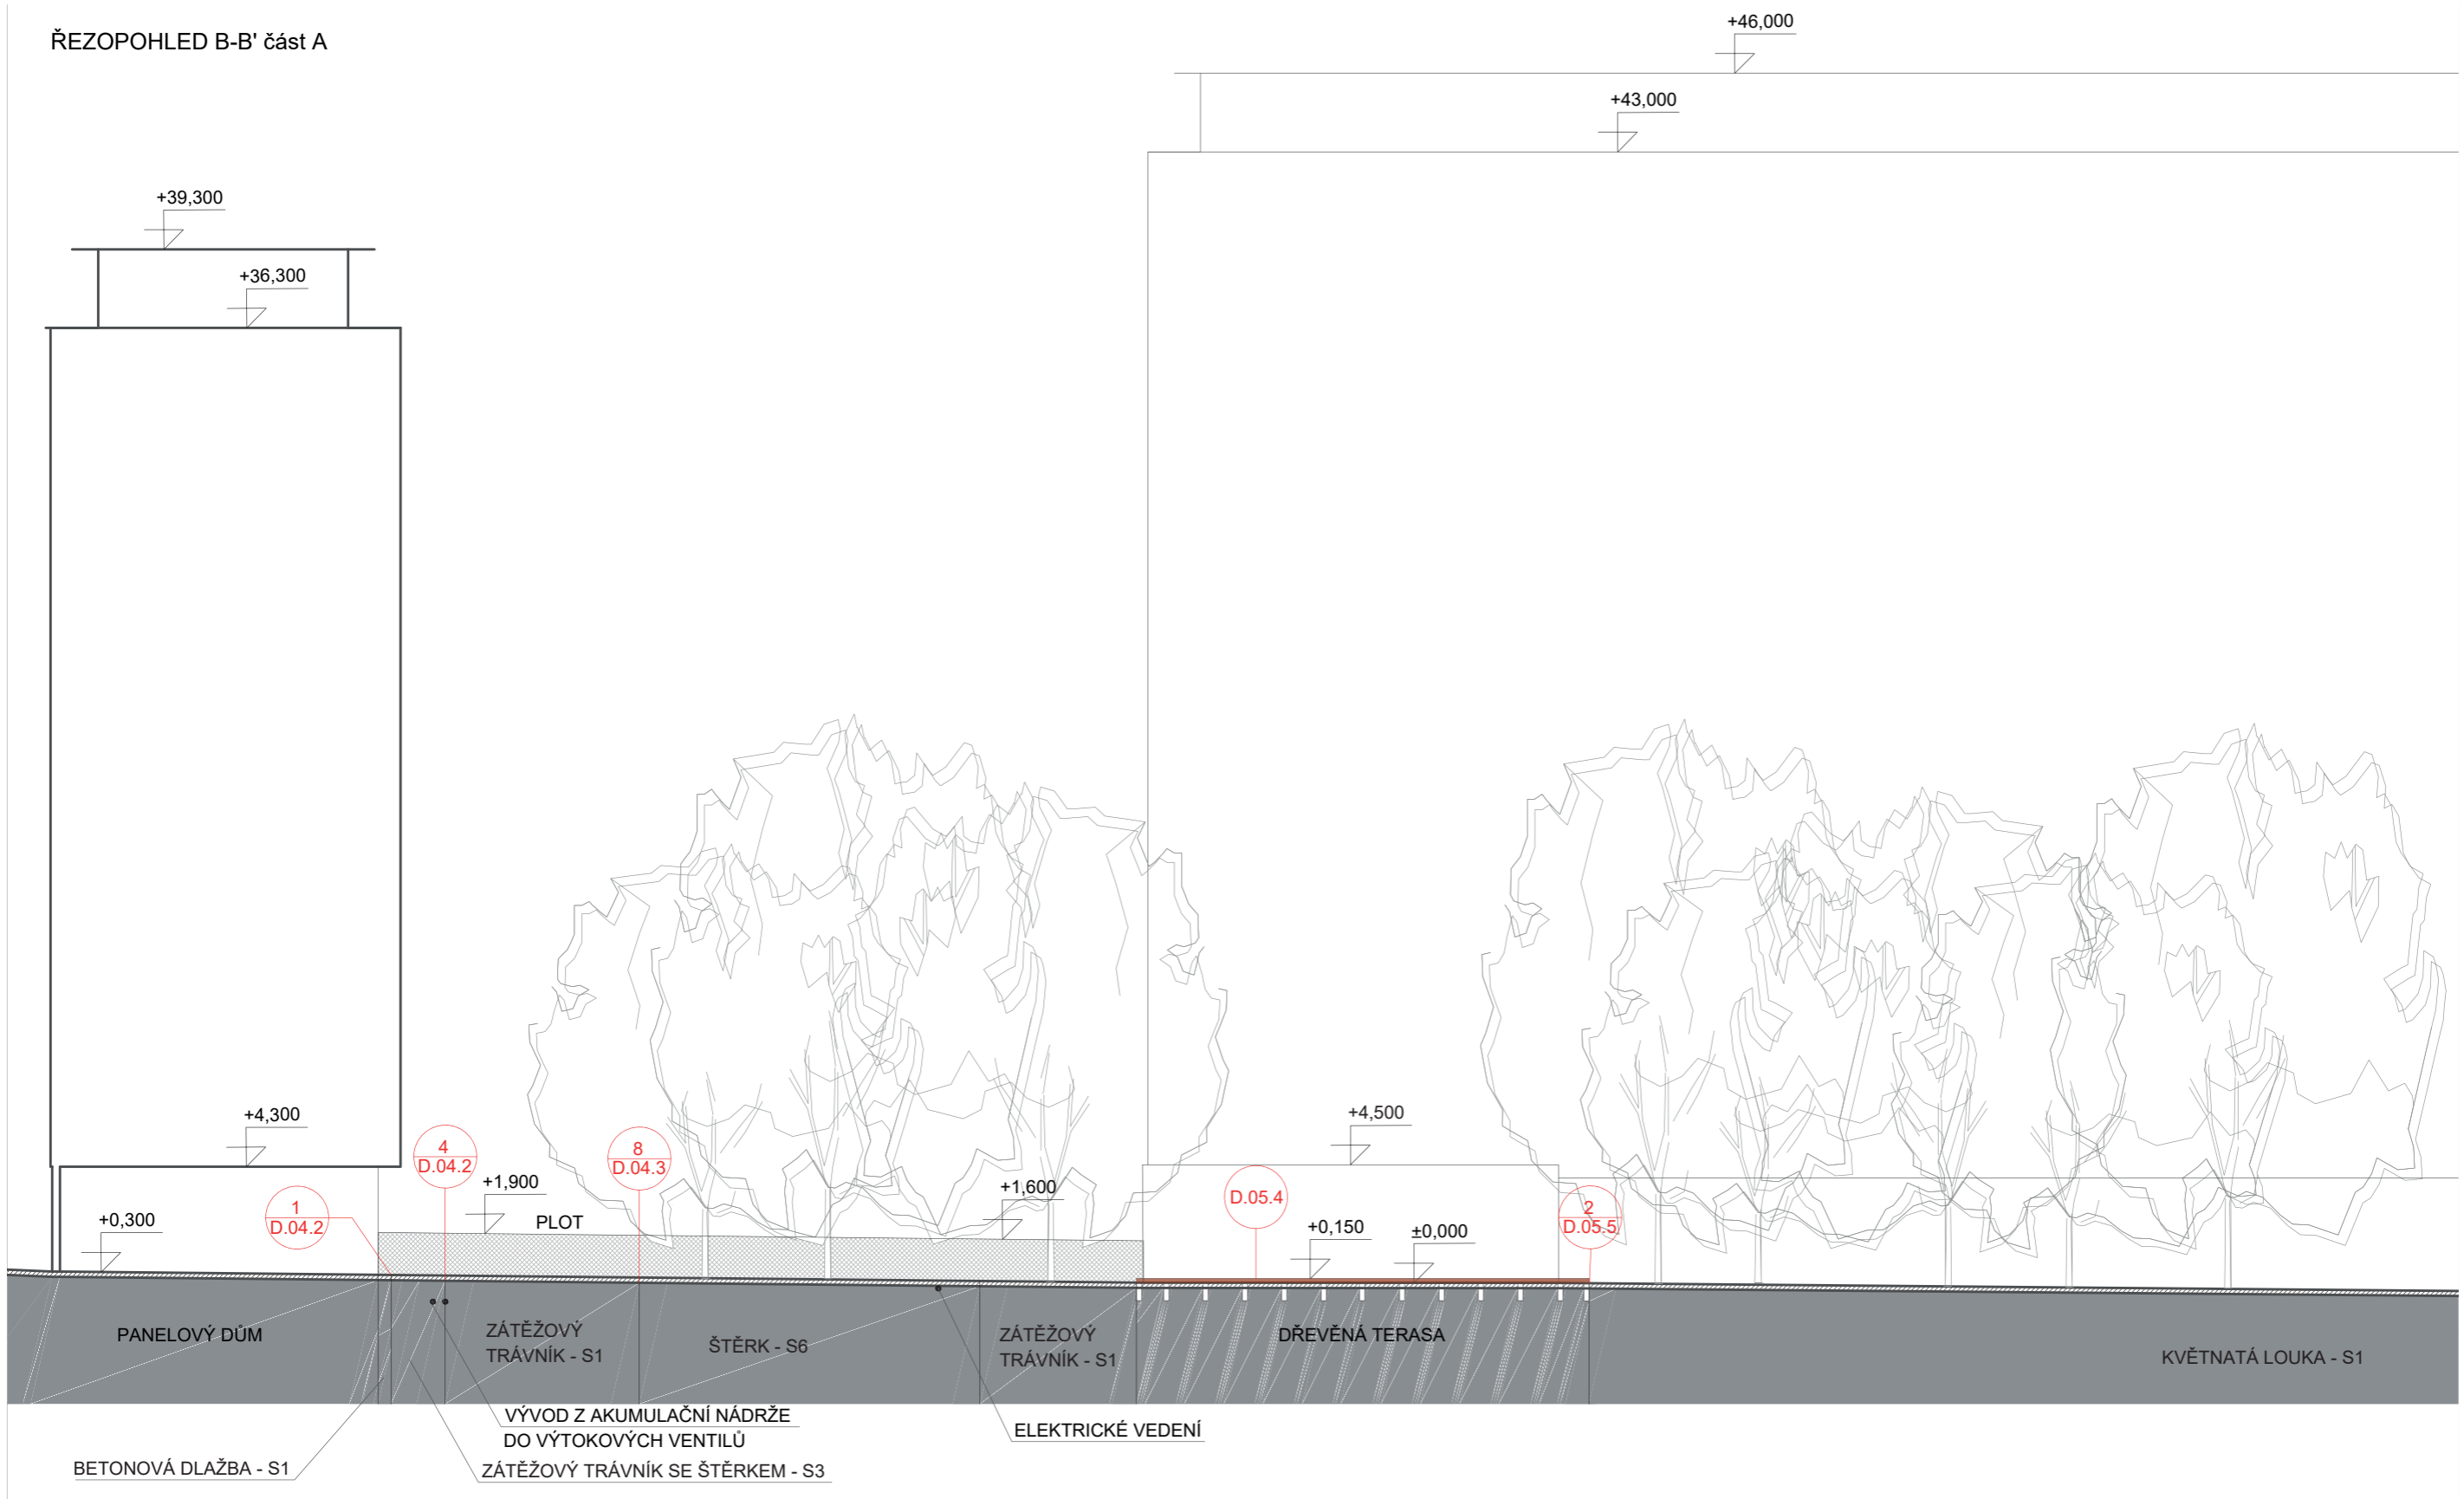 ŘEZOPOHLED B-B' část A
+46,000
+43,000
+39,300
+36,300
+4,300
+4,500
4
D.04.2
8
D.04.3
+1,900
+1,600
D.05.4
1
D.04.2
2
D.05.5
+0,300
PLOT
+0,150
±0,000
PANELOVÝ DŮM
ZÁTĚŽOVÝ
TRÁVNÍK - S1
ŠTĚRK - S6
ZÁTĚŽOVÝ
TRÁVNÍK - S1
DŘEVĚNÁ TERASA
KVĚTNATÁ LOUKA - S1
VÝVOD Z AKUMULAČNÍ NÁDRŽE
DO VÝTOKOVÝCH VENTILŮ
ELEKTRICKÉ VEDENÍ
BETONOVÁ DLAŽBA - S1
ZÁTĚŽOVÝ TRÁVNÍK SE ŠTĚRKEM - S3